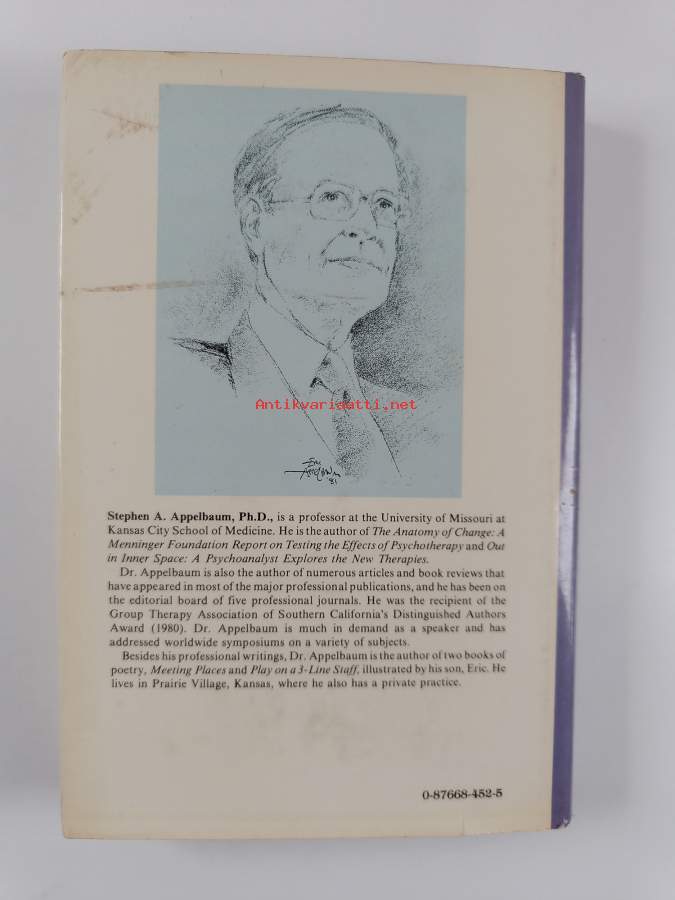 Antikvariaatti.net
Eric
'81
Stephen A. Appelbaum, Ph.D., is a professor at the University of Missouri at
Kansas City School of Medicine. He is the author of The Anatomy of Change: A
Menninger Foundation Report on Testing the Effects of Psychotherapy and Out
in Inner Space: A Psychoanalyst Explores the New Therapies.
Dr. Appelbaum is also the author of numerous articles and book reviews that
have appeared in most of the major professional publications, and he has been on
the editorial board of five professional journals. He was the recipient of the
Group Therapy Association of Southern California's Distinguished Authors
Award (1980). Dr. Appelbaum is much in demand as a speaker and has
addressed worldwide symposiums on a variety of subjects.
Besides his professional writings, Dr. Appelbaum is the author of two books of
poetry, Meeting Places and Play on a 3-Line Staff, illustrated by his son, Eric. He
lives in Prairie Village, Kansas, where he also has a private practice.
0-87668-452-5